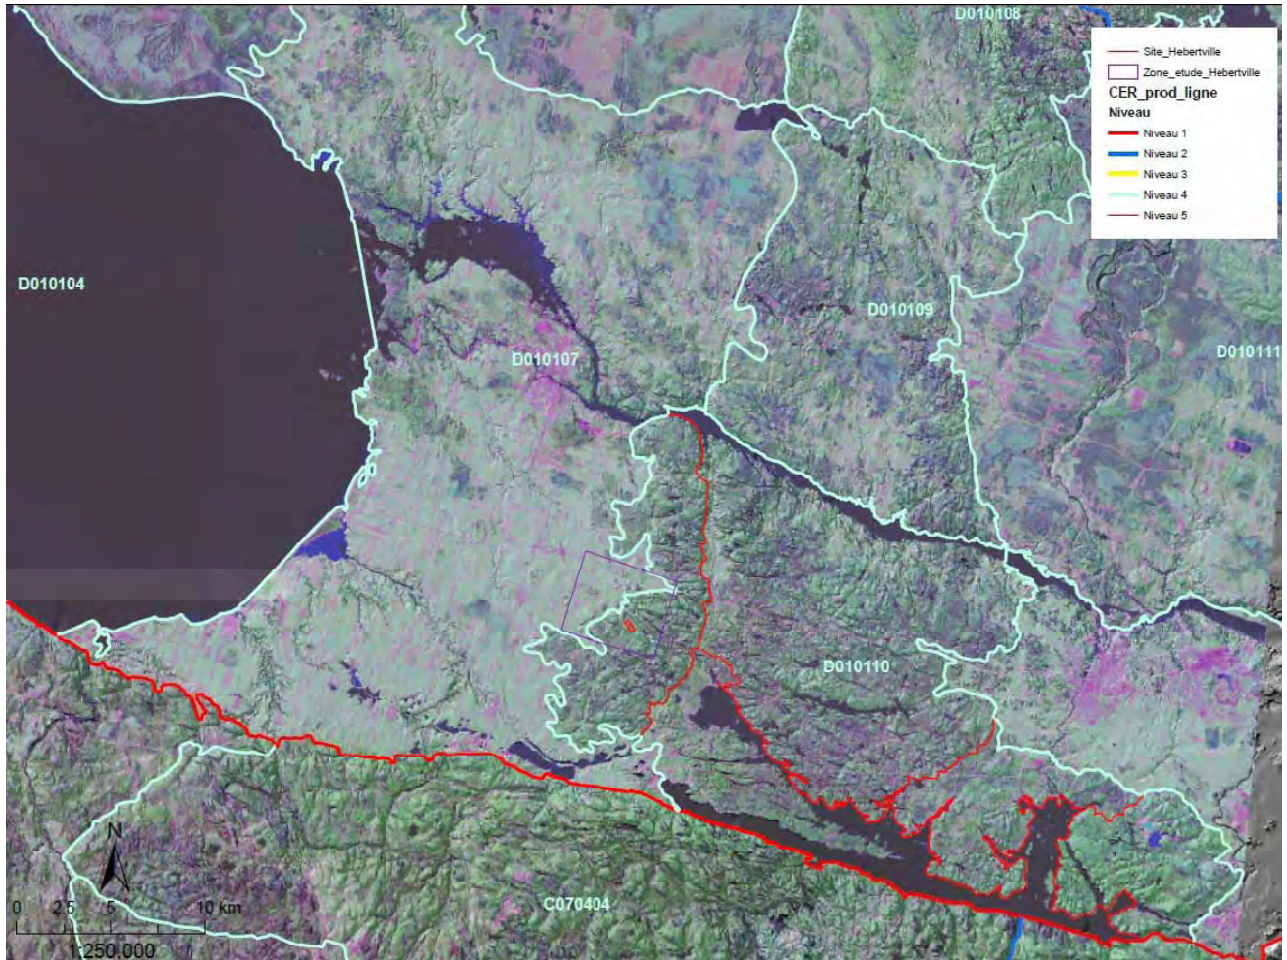 D010108
Site_Hebertville
Zone_etude_Hebertville
CER_prod_ligne
Niveau
Niveau 1
Niveau 2
Niveau 3
Niveau 4
Niveau 5
D010104
D010109
D010107
D010111
D010110
N
C070404
0 2.5 5 10 km
1:250,000